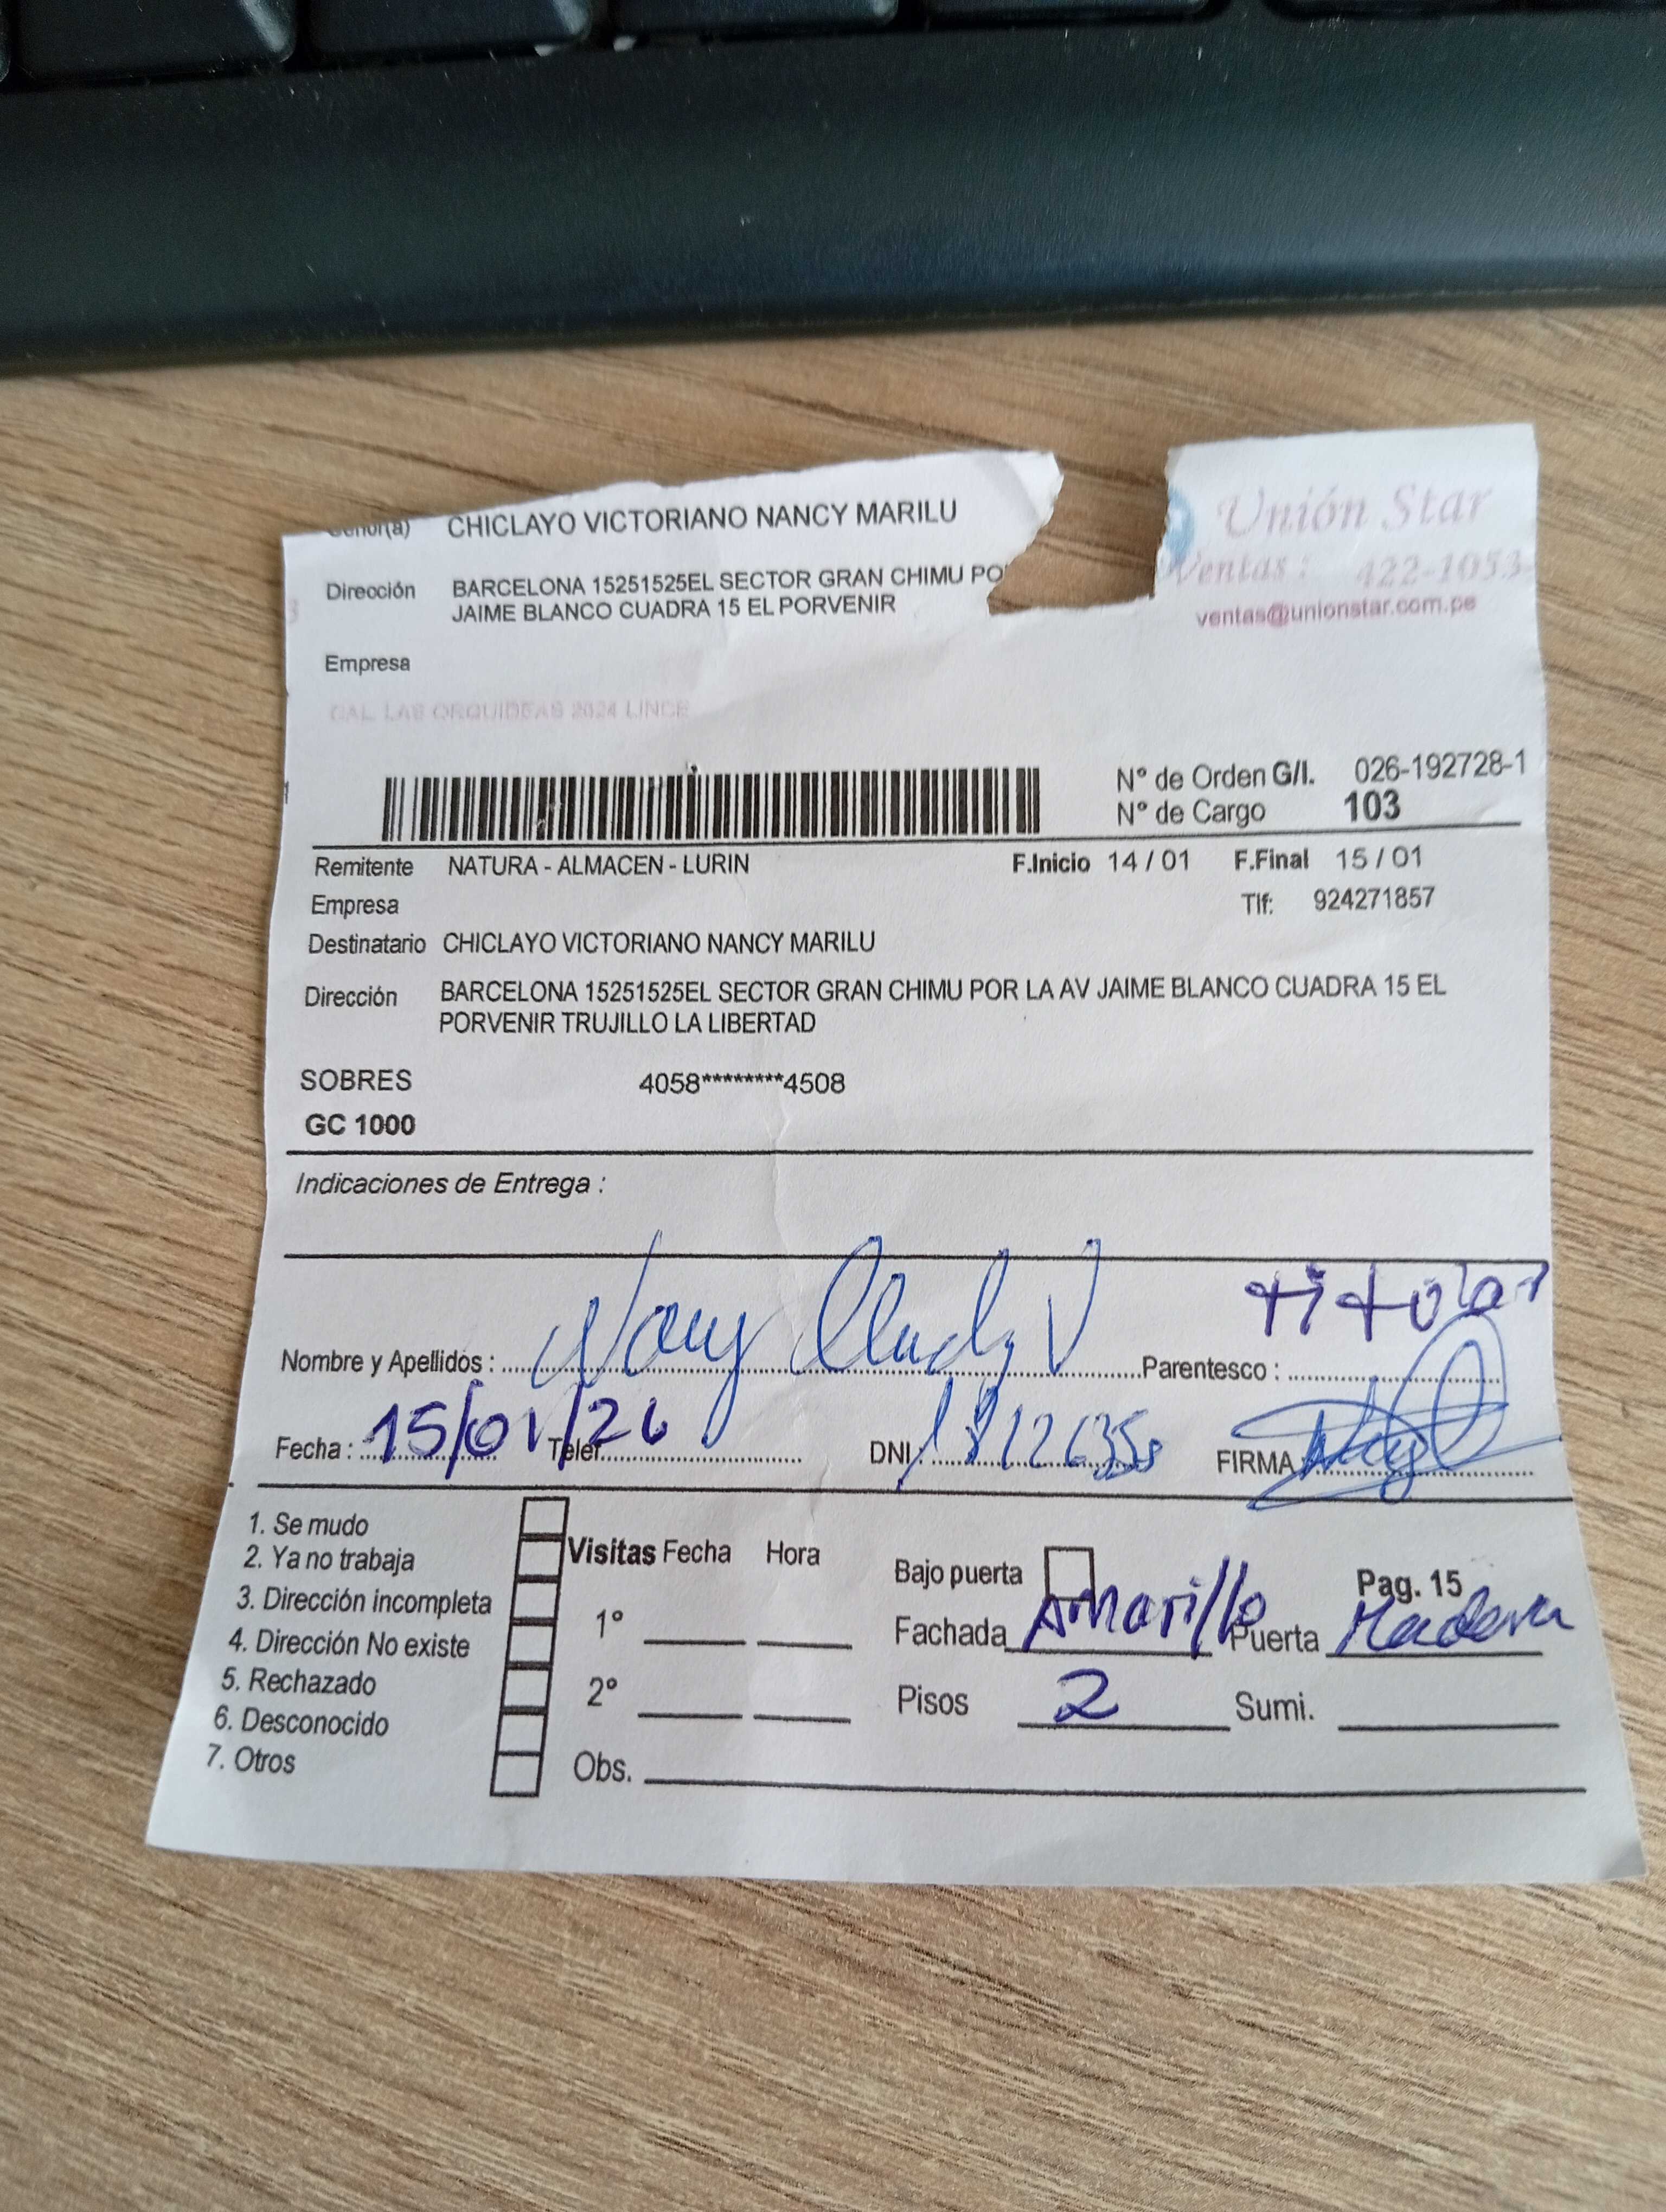 Señor(a) CHICLAYO VICTORIANO NANCY MARILU
Unión Star
Ventas: 422-1053-
ventas@unionstar.com.pe
Dirección BARCELONA 15251525EL SECTOR GRAN CHIMU PO
JAIME BLANCO CUADRA 15 EL PORVENIR
Empresa
CAL. LAS ORQUIDEAS 2624 LINCE
N° de Orden G/I. 026-192728-1
N° de Cargo 103
Remitente NATURA - ALMACEN - LURIN F.Inicio 14 / 01 F.Final 15 / 01
Empresa Tlf: 924271857
Destinatario CHICLAYO VICTORIANO NANCY MARILU
Dirección BARCELONA 15251525EL SECTOR GRAN CHIMU POR LA AV JAIME BLANCO CUADRA 15 EL
PORVENIR TRUJILLO LA LIBERTAD
SOBRES 4058********4508
GC 1000
Indicaciones de Entrega :
Nombre y Apellidos : Nancy V Parentesco : titular
Fecha : 15/01/26 Telef. DNI : FIRMA
1. Se mudo
2. Ya no trabaja
3. Dirección incompleta
4. Dirección No existe
5. Rechazado
6. Desconocido
7. Otros
Visitas Fecha Hora
1°
2°
Obs.
Bajo puerta Pag. 15
Fachada Amarillo Puerta Madera
Pisos 2 Sumi.